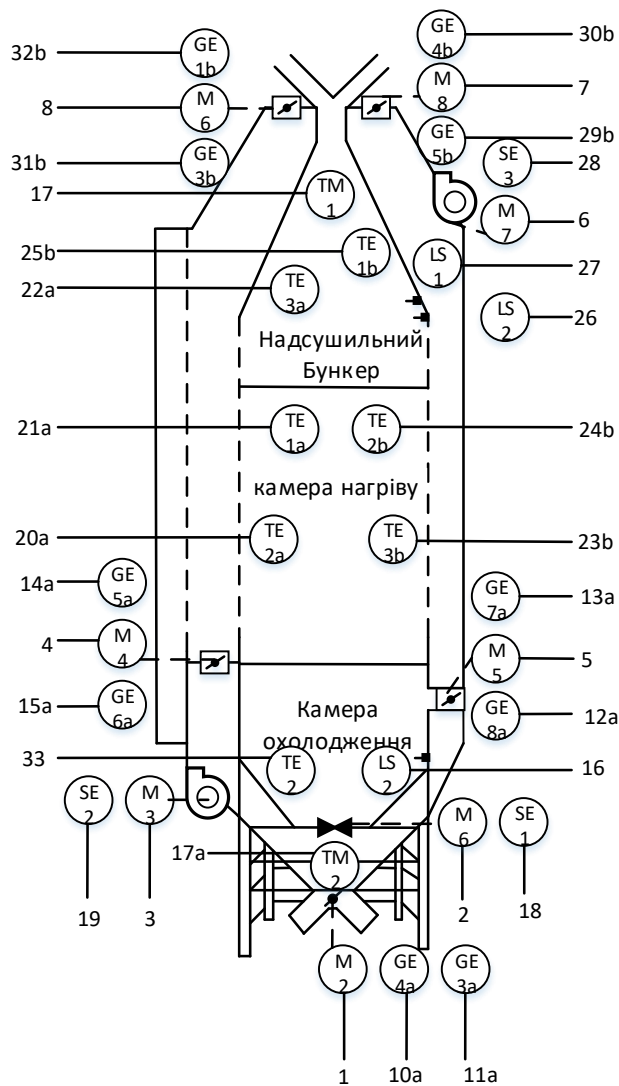 32b
GE
1b
GE
4b
30b
8
M
6
M
8
7
31b
GE
3b
GE
5b
29b
SE
3
28
17
TM
1
M
7
6
25b
TE
1b
LS
1
27
22a
TE
3a
LS
2
26
Надсушильний
Бункер
21a
TE
1a
TE
2b
24b
камера нагріву
20a
TE
2a
TE
3b
23b
14a
GE
5a
GE
7a
13a
4
M
4
M
5
5
15a
GE
6a
GE
8a
12a
Камера
охолодження
33
TE
2
LS
2
16
SE
2
M
3
M
6
SE
1
17a
TM
2
19
3
2
18
M
2
GE
4a
GE
3a
1
10a
11a